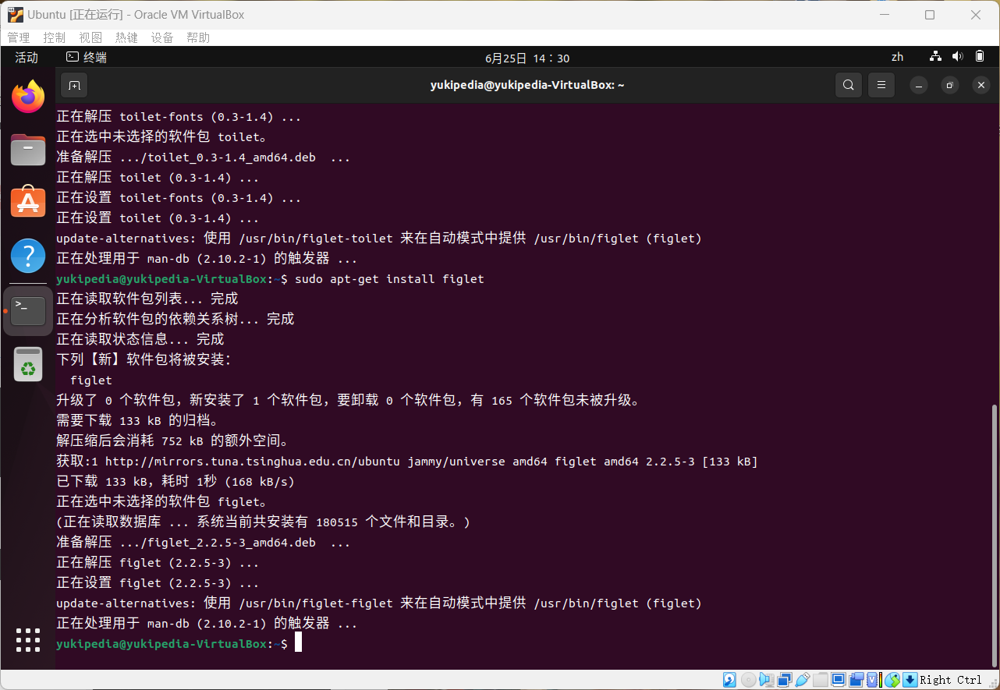 Ubuntu [正在运行] - Oracle VM VirtualBox
管理 控制 视图 热键 设备 帮助
活动 终端 6月25日 14：30 zh
yukipedia@yukipedia-VirtualBox: ~
正在解压 toilet-fonts (0.3-1.4) ...
正在选中未选择的软件包 toilet。
准备解压 .../toilet_0.3-1.4_amd64.deb  ...
正在解压 toilet (0.3-1.4) ...
正在设置 toilet-fonts (0.3-1.4) ...
正在设置 toilet (0.3-1.4) ...
update-alternatives: 使用 /usr/bin/figlet-toilet 来在自动模式中提供 /usr/bin/figlet (figlet)
正在处理用于 man-db (2.10.2-1) 的触发器 ...
yukipedia@yukipedia-VirtualBox:~$ sudo apt-get install figlet
正在读取软件包列表... 完成
正在分析软件包的依赖关系树... 完成
正在读取状态信息... 完成
下列【新】软件包将被安装：
  figlet
升级了 0 个软件包，新安装了 1 个软件包，要卸载 0 个软件包，有 165 个软件包未被升级。
需要下载 133 kB 的归档。
解压缩后会消耗 752 kB 的额外空间。
获取:1 http://mirrors.tuna.tsinghua.edu.cn/ubuntu jammy/universe amd64 figlet amd64 2.2.5-3 [133 kB]
已下载 133 kB，耗时 1秒 (168 kB/s)
正在选中未选择的软件包 figlet。
(正在读取数据库 ... 系统当前共安装有 180515 个文件和目录。)
准备解压 .../figlet_2.2.5-3_amd64.deb  ...
正在解压 figlet (2.2.5-3) ...
正在设置 figlet (2.2.5-3) ...
update-alternatives: 使用 /usr/bin/figlet-figlet 来在自动模式中提供 /usr/bin/figlet (figlet)
正在处理用于 man-db (2.10.2-1) 的触发器 ...
yukipedia@yukipedia-VirtualBox:~$
Right Ctrl